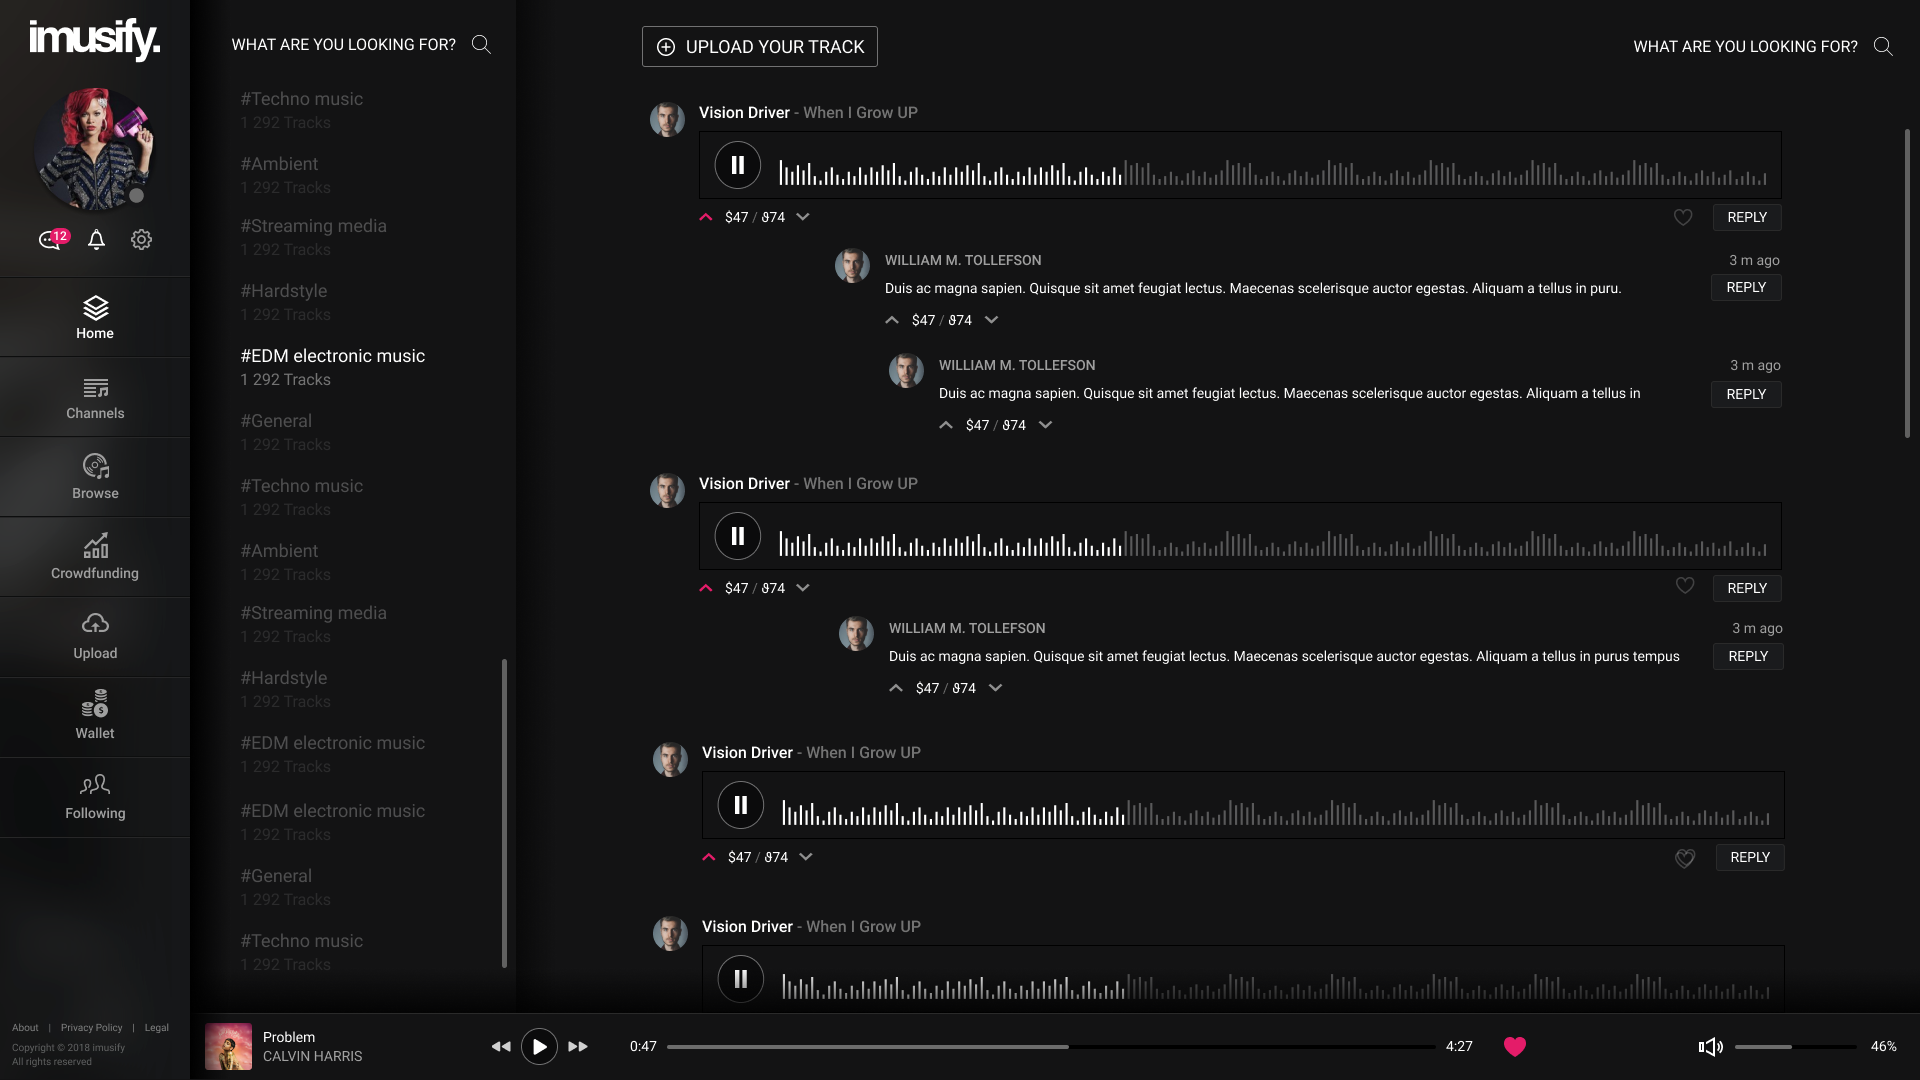 imusify.
12
Home
Channels
Browse
Crowdfunding
Upload
Wallet
Following
About | Privacy Policy | Legal
Copyright © 2018 imusify
All rights reserved
WHAT ARE YOU LOOKING FOR?
#Techno music
1 292 Tracks
#Ambient
1 292 Tracks
#Streaming media
1 292 Tracks
#Hardstyle
1 292 Tracks
#EDM electronic music
1 292 Tracks
#General
1 292 Tracks
#Techno music
1 292 Tracks
#Ambient
1 292 Tracks
#Streaming media
1 292 Tracks
#Hardstyle
1 292 Tracks
#EDM electronic music
1 292 Tracks
#EDM electronic music
1 292 Tracks
#General
1 292 Tracks
#Techno music
1 292 Tracks
UPLOAD YOUR TRACK
WHAT ARE YOU LOOKING FOR?
Vision Driver - When I Grow UP
$47 / ϑ74
REPLY
WILLIAM M. TOLLEFSON 3 m ago
Duis ac magna sapien. Quisque sit amet feugiat lectus. Maecenas scelerisque auctor egestas. Aliquam a tellus in puru.
REPLY
$47 / ϑ74
WILLIAM M. TOLLEFSON 3 m ago
Duis ac magna sapien. Quisque sit amet feugiat lectus. Maecenas scelerisque auctor egestas. Aliquam a tellus in
REPLY
$47 / ϑ74
Vision Driver - When I Grow UP
$47 / ϑ74
REPLY
WILLIAM M. TOLLEFSON 3 m ago
Duis ac magna sapien. Quisque sit amet feugiat lectus. Maecenas scelerisque auctor egestas. Aliquam a tellus in purus tempus
REPLY
$47 / ϑ74
Vision Driver - When I Grow UP
$47 / ϑ74
REPLY
Vision Driver - When I Grow UP
Problem
CALVIN HARRIS
0:47
4:27
46%